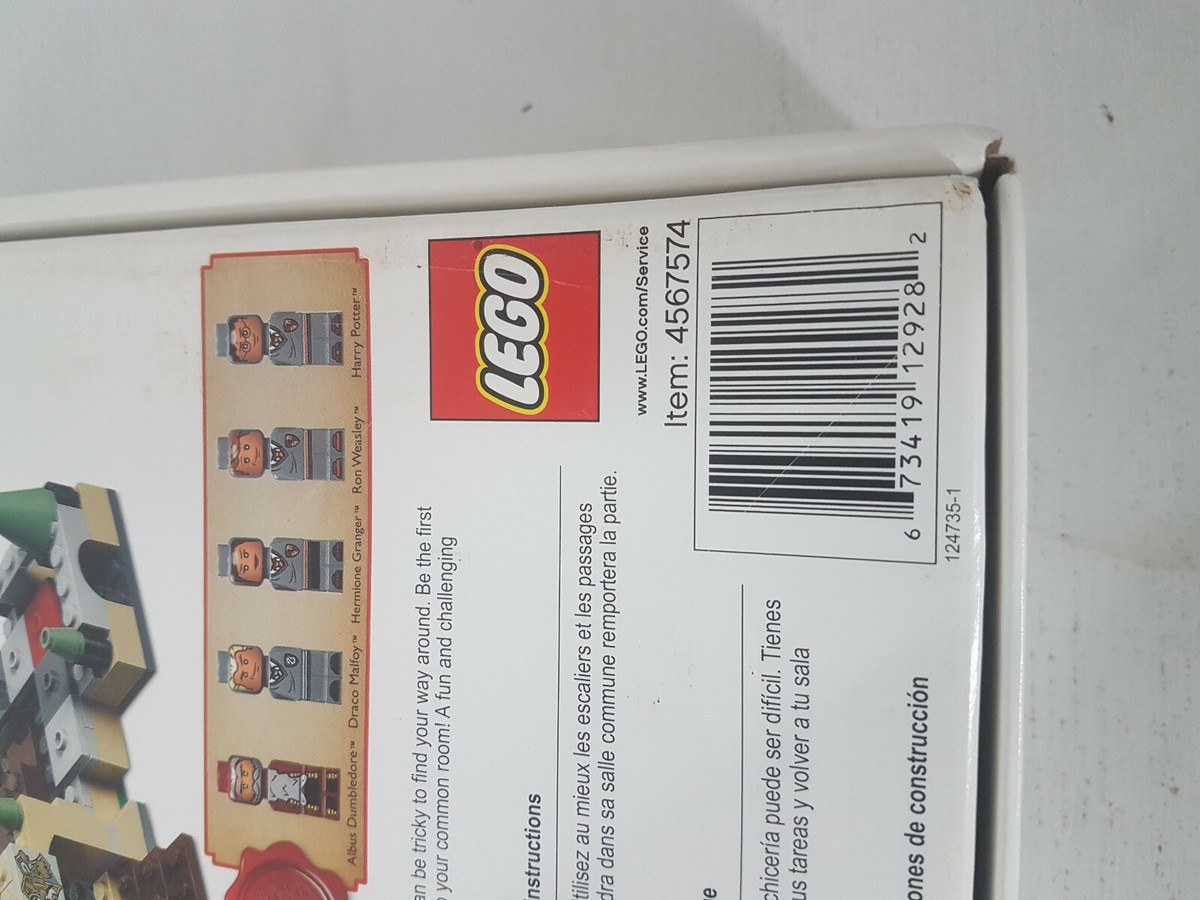 Albus Dumbledore™ Draco Malfoy™ Hermione Granger™ Ron Weasley™ Harry Potter™
an be tricky to find your way around. Be the first
your common room! A fun and challenging
LEGO®
nstructions
tilisez au mieux les escaliers et les passages
dra dans sa salle commune remportera la partie.
www.LEGO.com/Service
Item: 4567574
chicería puede ser difícil. Tienes
us tareas y volver a tu sala
ones de construcción
6 73419 12928 2
124735-1